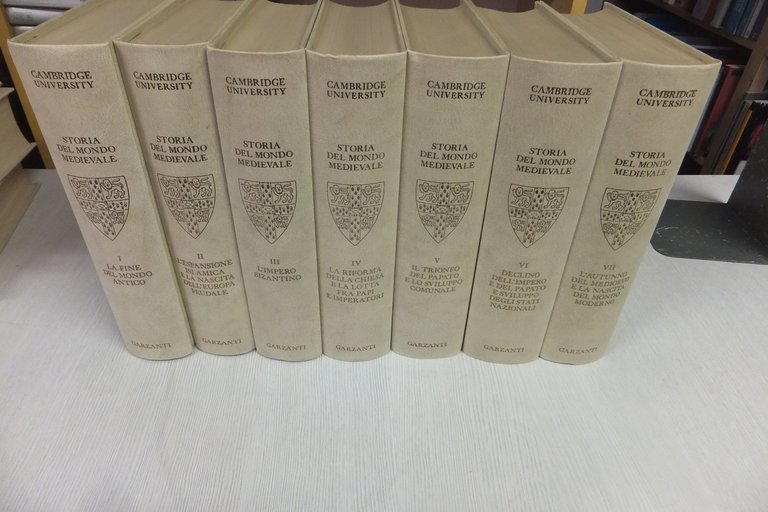 CAMBRIDGE
UNIVERSITY
STORIA
DEL MONDO
MEDIEVALE
I
LA FINE
DEL MONDO
ANTICO
GARZANTI
CAMBRIDGE
UNIVERSITY
STORIA
DEL MONDO
MEDIEVALE
II
L'ESPANSIONE
ISLAMICA
E LA NASCITA
DELL'EUROPA
FEUDALE
GARZANTI
CAMBRIDGE
UNIVERSITY
STORIA
DEL MONDO
MEDIEVALE
III
L'IMPERO
BIZANTINO
GARZANTI
CAMBRIDGE
UNIVERSITY
STORIA
DEL MONDO
MEDIEVALE
IV
LA RIFORMA
DELLA CHIESA
E LA LOTTA
FRA PAPI
E IMPERATORI
GARZANTI
CAMBRIDGE
UNIVERSITY
STORIA
DEL MONDO
MEDIEVALE
V
IL TRIONFO
DEL PAPATO
E LO SVILUPPO
COMUNALE
GARZANTI
CAMBRIDGE
UNIVERSITY
STORIA
DEL MONDO
MEDIEVALE
VI
DECLINO
DELL'IMPERO
E DEL PAPATO
E SVILUPPO
DEGLI STATI
NAZIONALI
GARZANTI
CAMBRIDGE
UNIVERSITY
STORIA
DEL MONDO
MEDIEVALE
VII
L'AUTUNNO
DEL MEDIOEVO
E LA NASCITA
DEL MONDO
MODERNO
GARZANTI